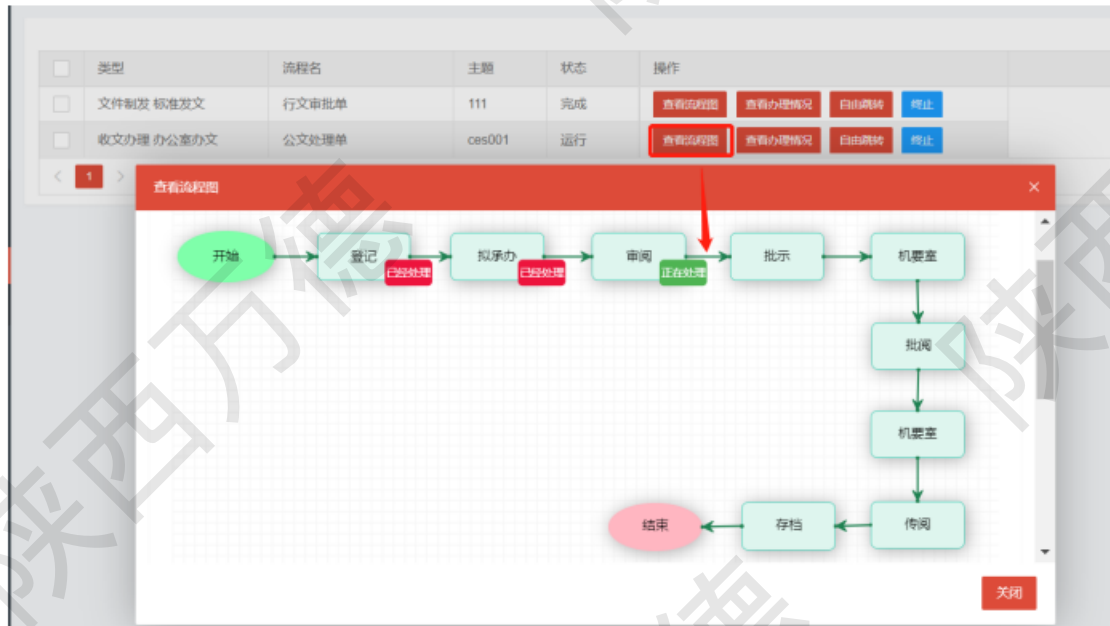 类型 流程名 主题 状态 操作
文件制发 标准发文 行文审批单 111 完成 查看流程图 查看办理情况 自由跳转 终止
收文办理 办公室办文 公文处理单 ces001 运行 查看流程图 查看办理情况 自由跳转 终止
< 1 >
查看流程图 ×
开始 登记 拟承办 审阅 批示 机要室
已经处理 已经处理 正在处理
批阅
机要室
结束 存档 传阅
关闭
陕西万德
陕西
德